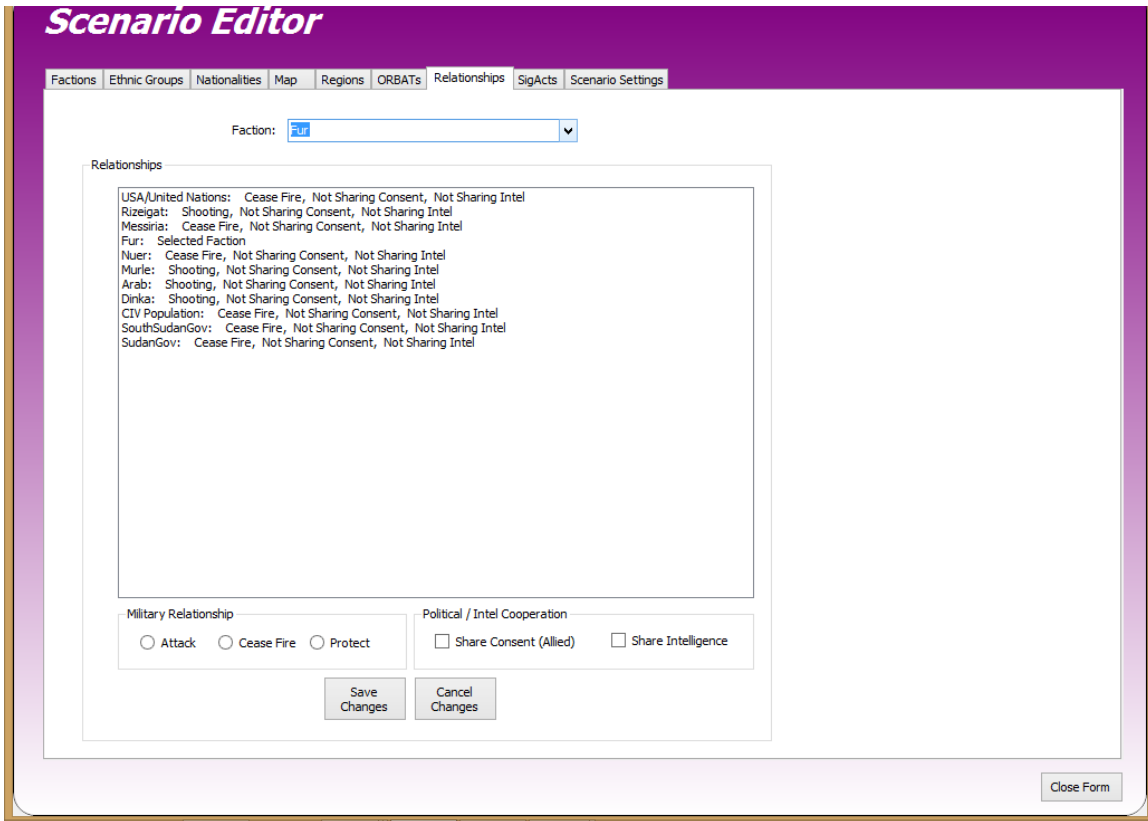 Scenario Editor
Factions Ethnic Groups Nationalities Map Regions ORBATs Relationships SigActs Scenario Settings
Faction: Fur
Relationships
USA/United Nations: Cease Fire, Not Sharing Consent, Not Sharing Intel
Rizeigat: Shooting, Not Sharing Consent, Not Sharing Intel
Messiria: Cease Fire, Not Sharing Consent, Not Sharing Intel
Fur: Selected Faction
Nuer: Cease Fire, Not Sharing Consent, Not Sharing Intel
Murle: Shooting, Not Sharing Consent, Not Sharing Intel
Arab: Shooting, Not Sharing Consent, Not Sharing Intel
Dinka: Shooting, Not Sharing Consent, Not Sharing Intel
CIV Population: Cease Fire, Not Sharing Consent, Not Sharing Intel
SouthSudanGov: Cease Fire, Not Sharing Consent, Not Sharing Intel
SudanGov: Cease Fire, Not Sharing Consent, Not Sharing Intel
Military Relationship
Attack Cease Fire Protect
Political / Intel Cooperation
Share Consent (Allied) Share Intelligence
Save
Changes
Cancel
Changes
Close Form